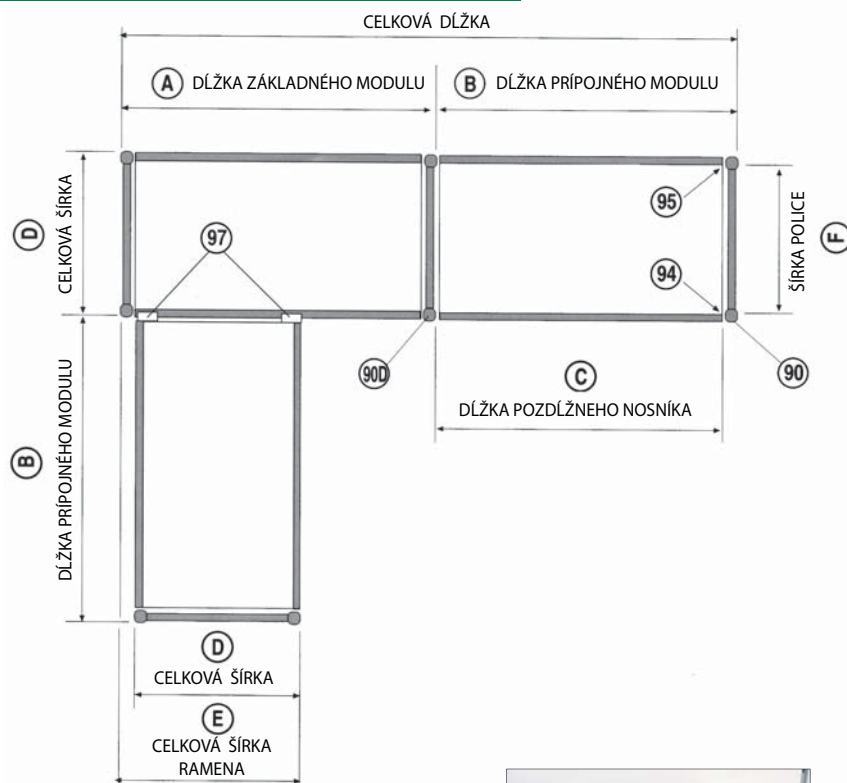 CELKOVÁ DĹŽKA
A DĹŽKA ZÁKLADNÉHO MODULU
B DĹŽKA PRÍPOJNÉHO MODULU
D
CELKOVÁ ŠÍRKA
97
95
94
F
ŠÍRKA POLICE
90D
90
C
DĹŽKA POZDĹŽNEHO NOSNÍKA
B
DĹŽKA PRÍPOJNÉHO MODULU
D
CELKOVÁ ŠÍRKA
E
CELKOVÁ ŠÍRKA
RAMENA